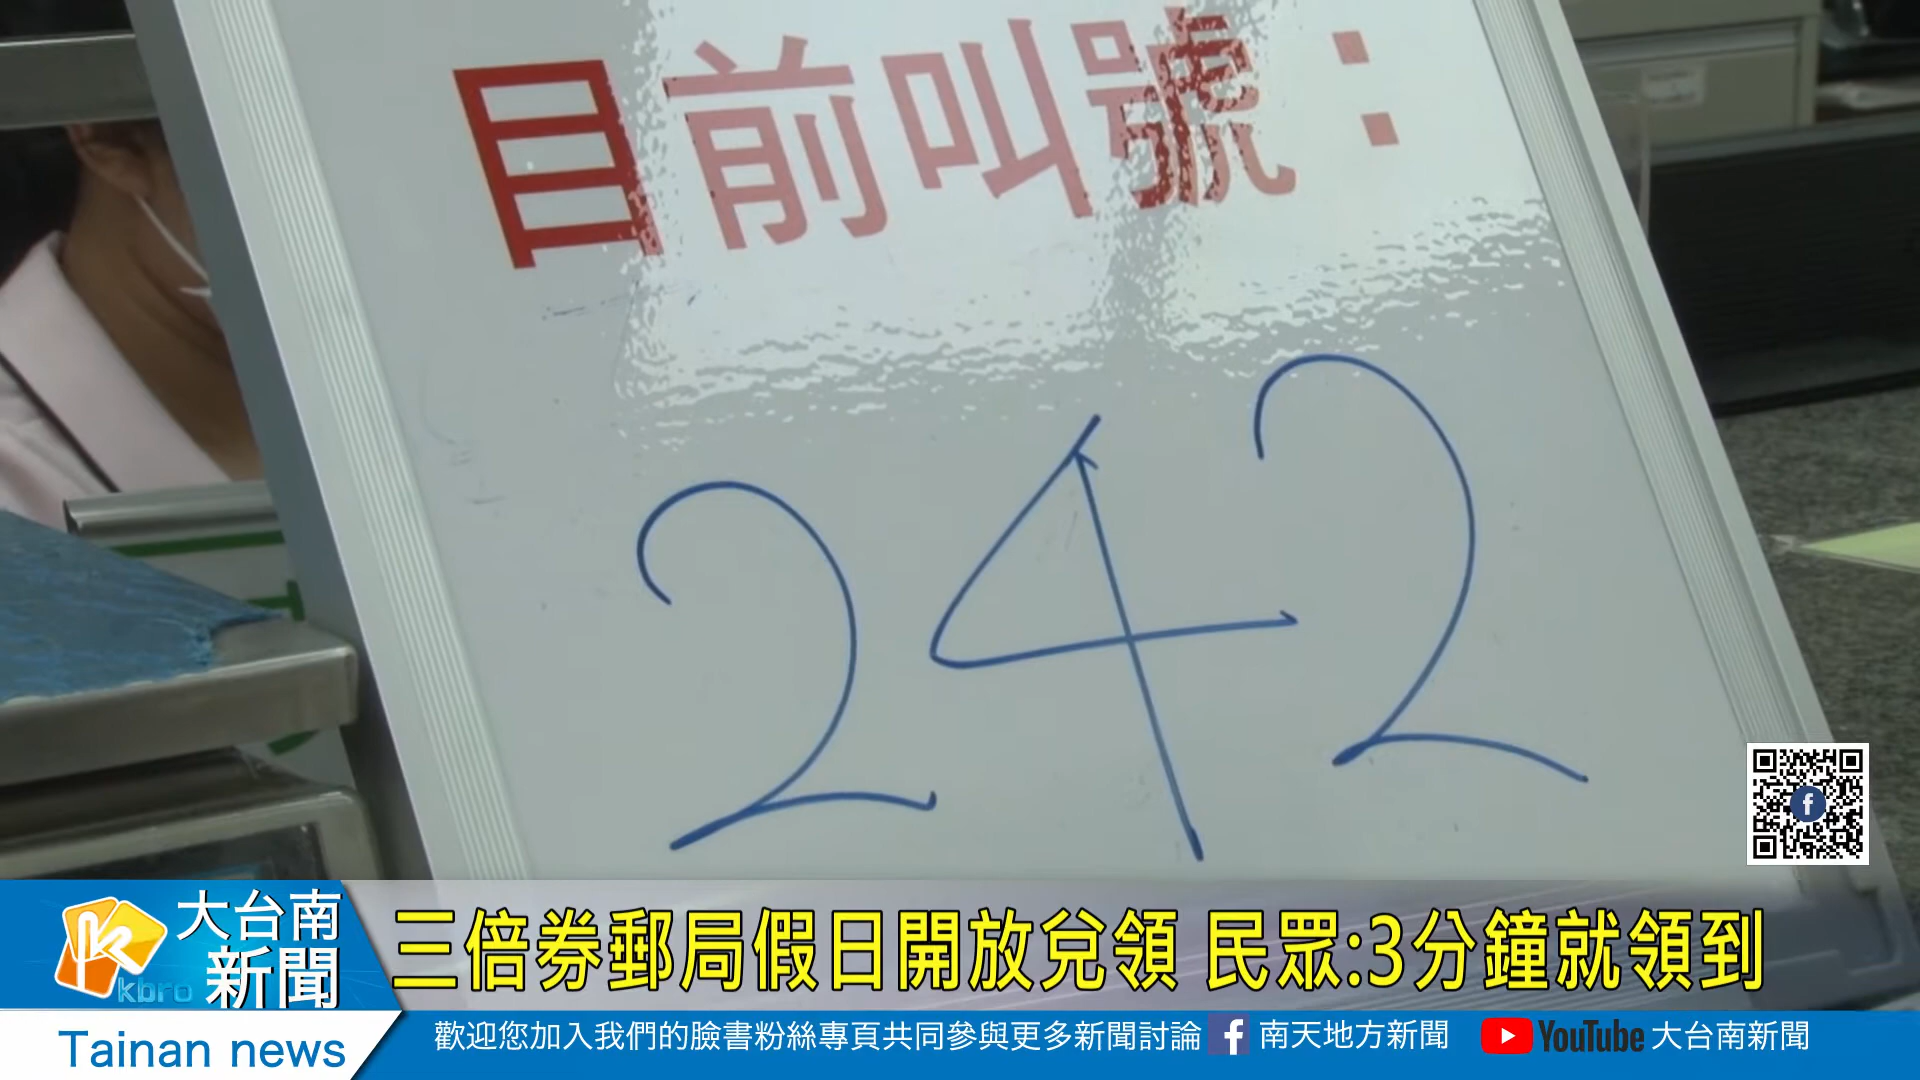 目前叫號：
242
大台南
新聞
kbro
三倍券郵局假日開放兌領 民眾:3分鐘就領到
Tainan news
歡迎您加入我們的臉書粉絲專頁共同參與更多新聞討論 f 南天地方新聞 YouTube 大台南新聞